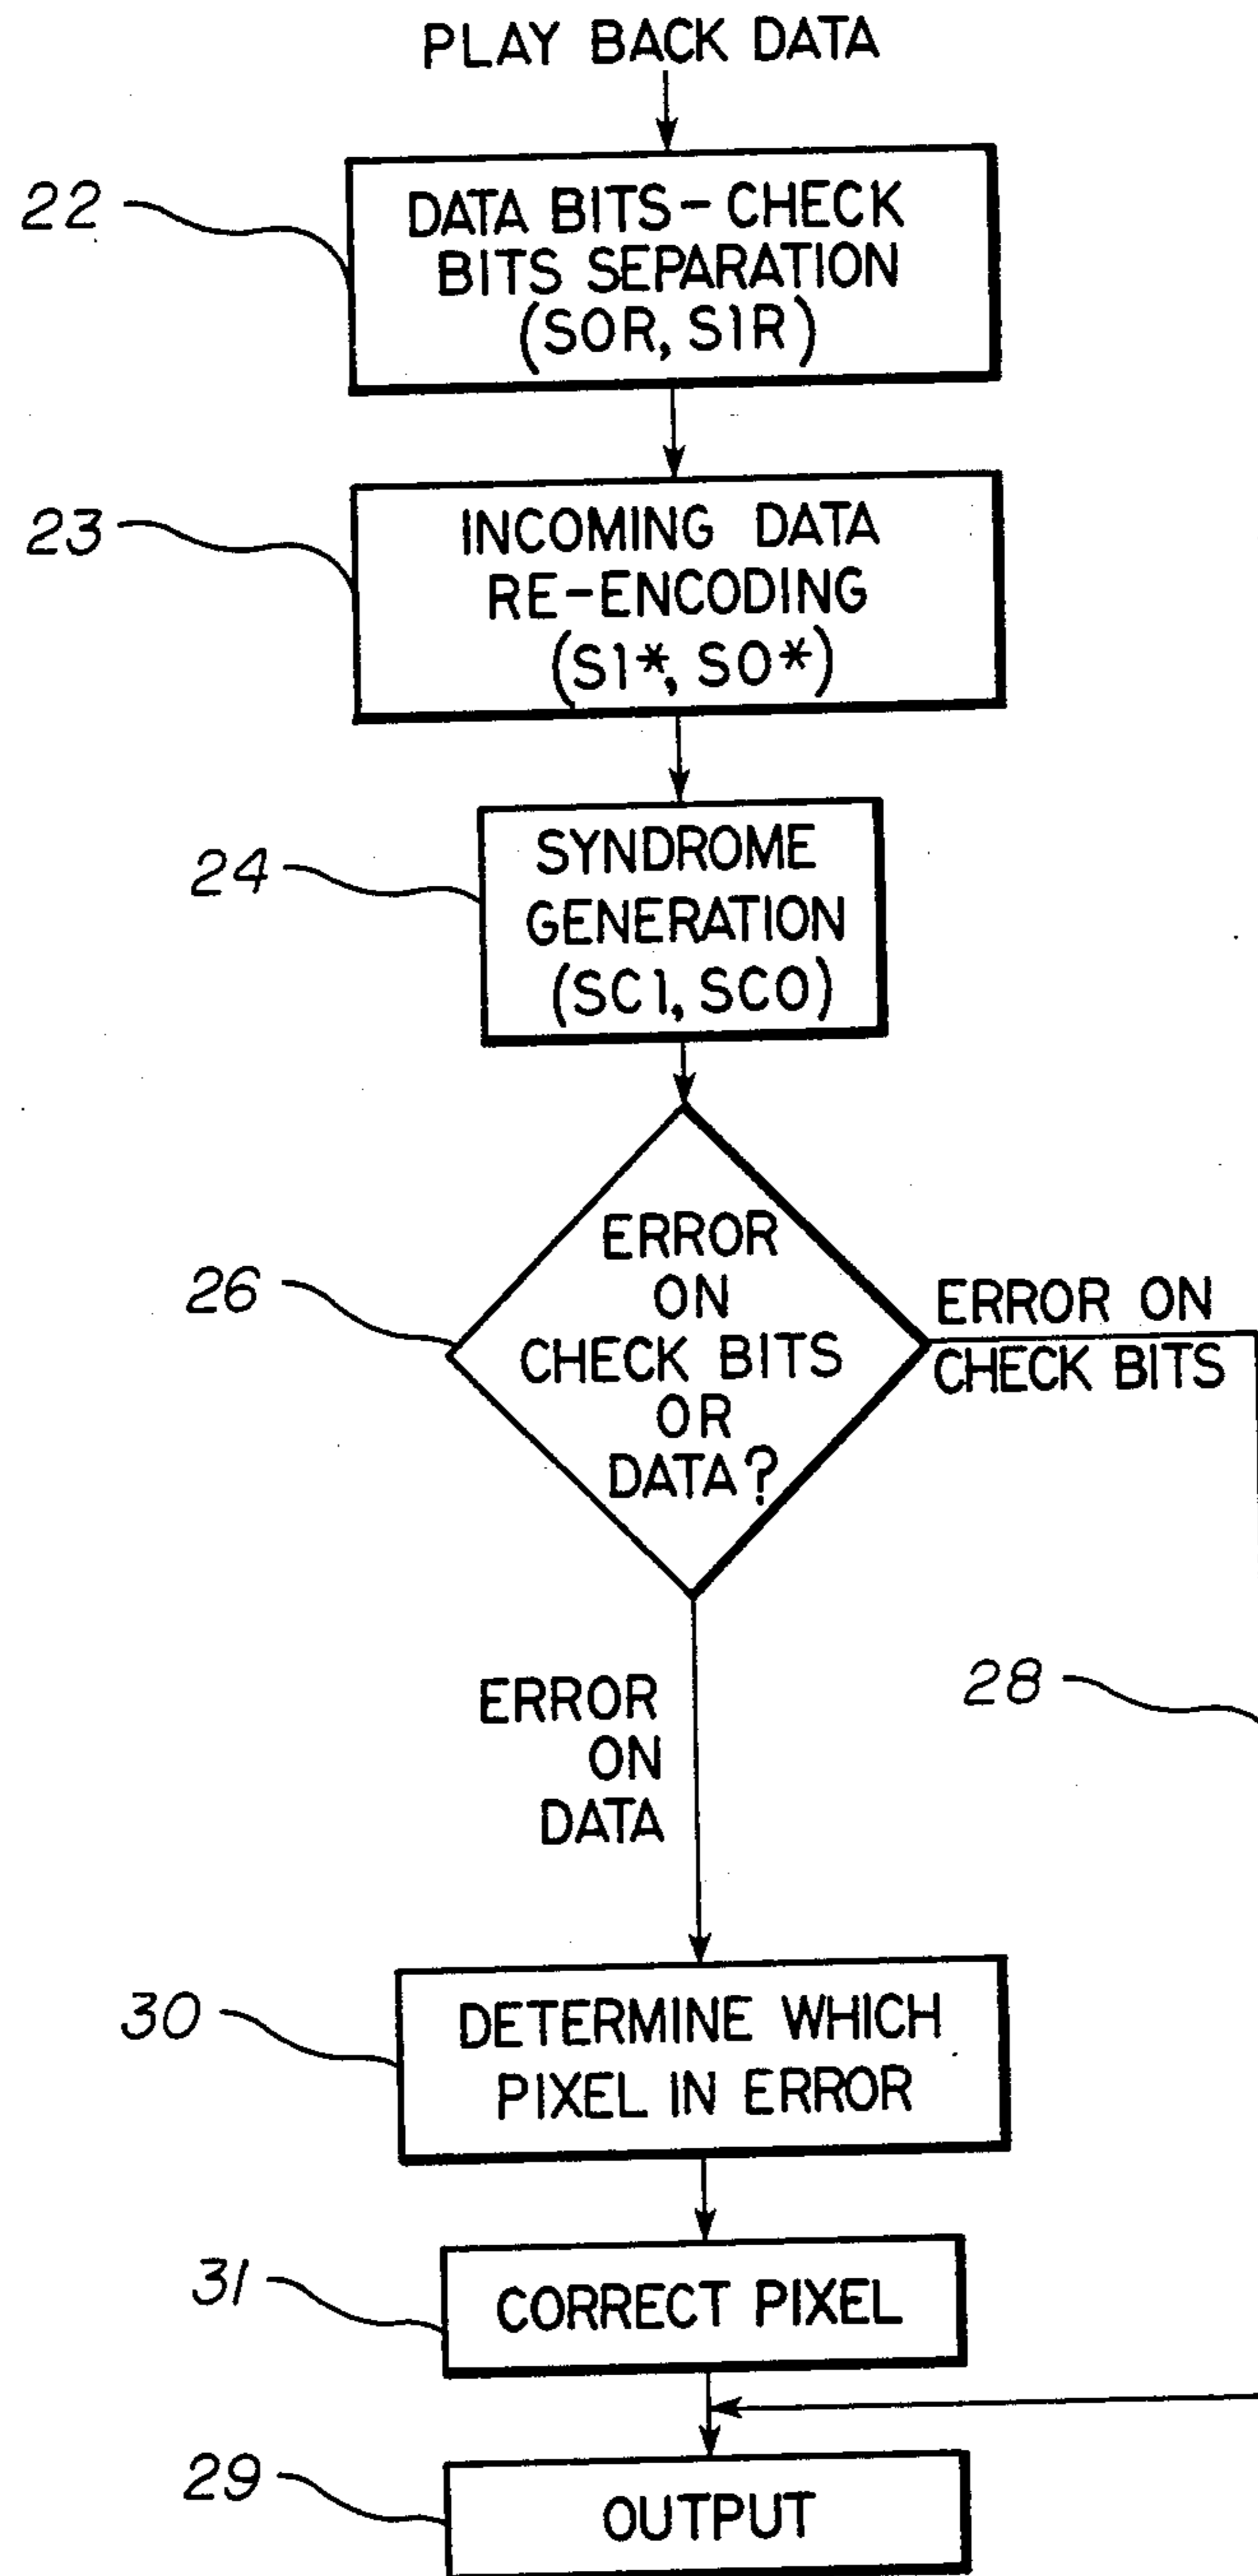 PLAY BACK DATA
22
DATA BITS-CHECK
BITS SEPARATION
(S0R, S1R)
23
INCOMING DATA
RE-ENCODING
(S1*, S0*)
24
SYNDROME
GENERATION
(SC1, SC0)
26
ERROR
ON
CHECK BITS
OR
DATA?
ERROR ON
CHECK BITS
ERROR
ON
DATA
28
30
DETERMINE WHICH
PIXEL IN ERROR
31
CORRECT PIXEL
29
OUTPUT